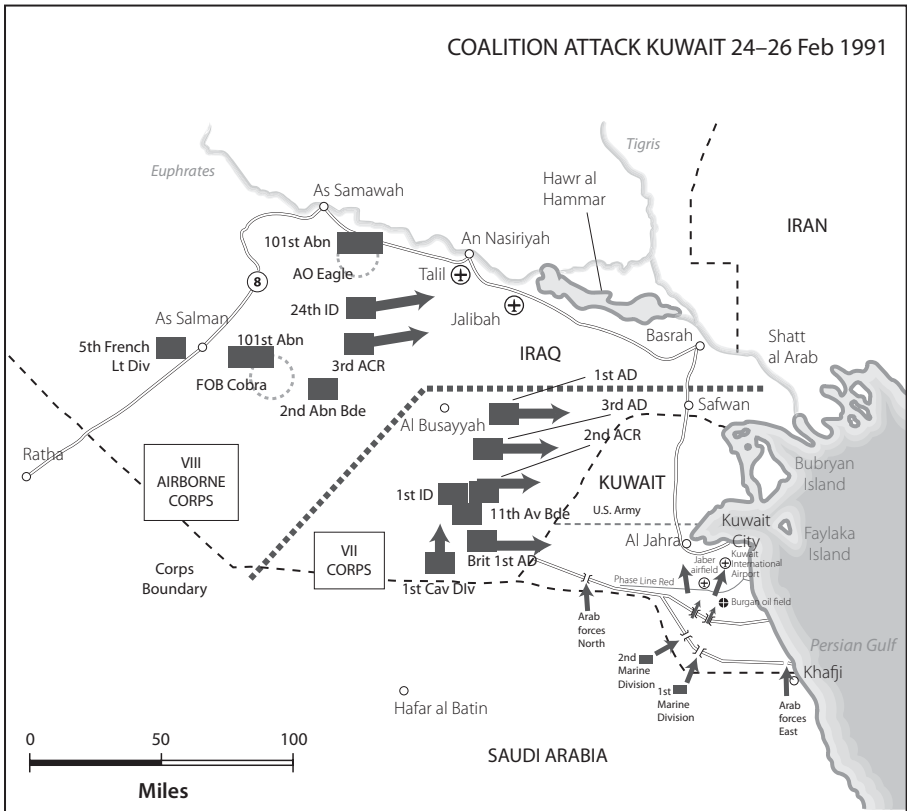 COALITION ATTACK KUWAIT 24–26 Feb 1991
Tigris
Euphrates
Hawr al
Hammar
As Samawah
IRAN
101st Abn
An Nasiriyah
AO Eagle
Talil
8
24th ID
Jalibah
As Salman
Basrah
Shatt
al Arab
5th French
Lt Div
101st Abn
3rd ACR
IRAQ
FOB Cobra
1st AD
2nd Abn Bde
3rd AD
Safwan
Al Busayyah
2nd ACR
Ratha
VIII
AIRBORNE
CORPS
KUWAIT
Bubryan
Island
1st ID
U.S. Army
11th Av Bde
Kuwait
City
Faylaka
Island
VII
CORPS
Al Jahra
Brit 1st AD
Jaber
airfield
Kuwait
International
Airport
Corps
Boundary
1st Cav DIv
Phase Line Red
Burgan oil field
Arab
forces
North
Persian Gulf
2nd
Marine
Division
Khafji
1st
Marine
Division
Arab
forces
East
Hafar al Batin
SAUDI ARABIA
0 50 100
Miles